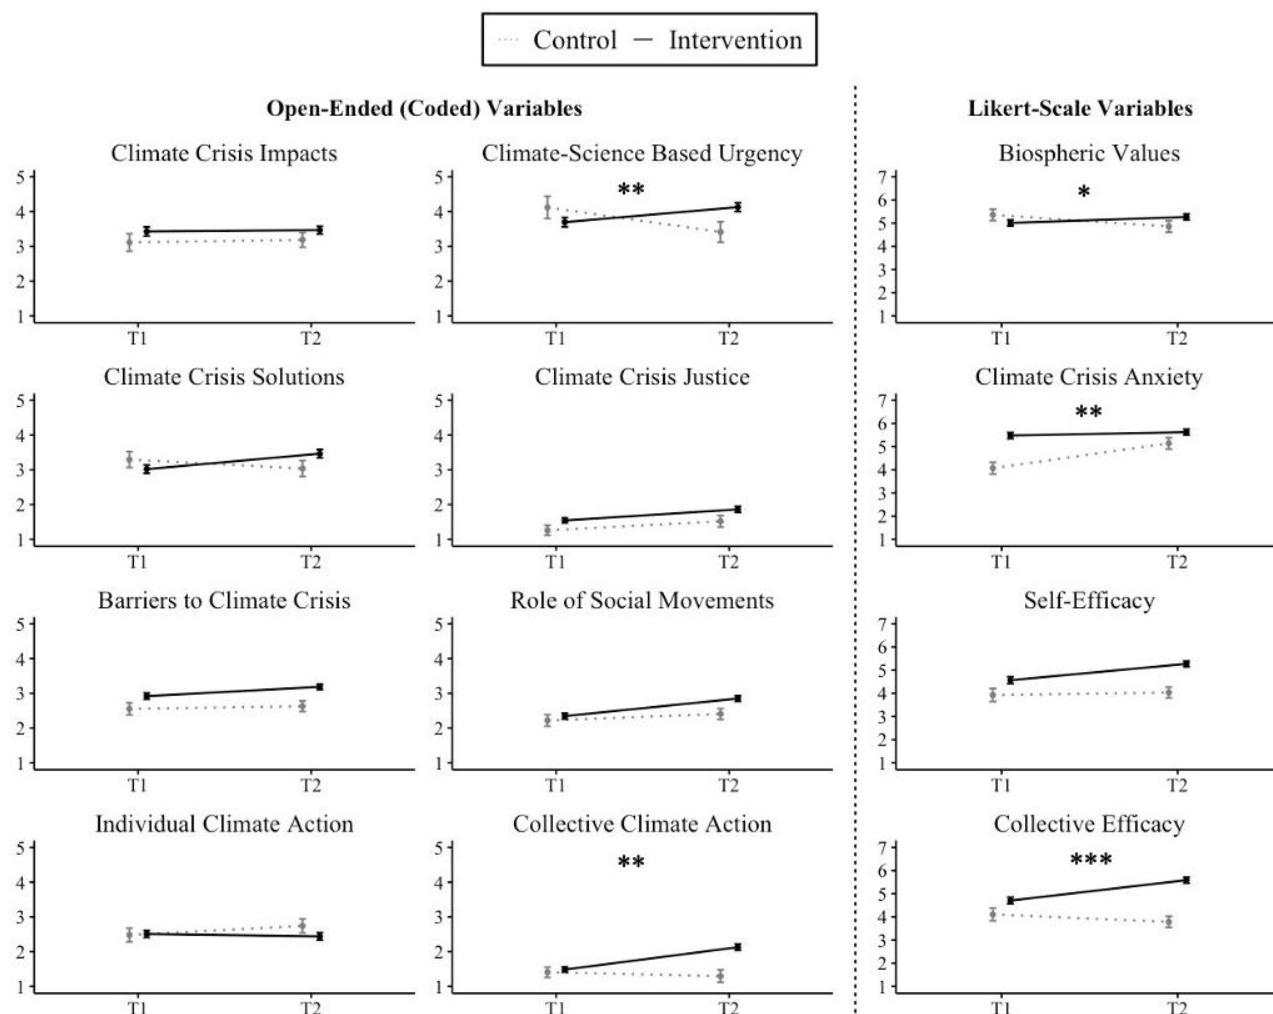 Control Intervention
Open-Ended (Coded) Variables
Likert-Scale Variables
Climate Crisis Impacts
5
4
3
2
1
T1 T2
Climate-Science Based Urgency
**
5
4
3
2
1
T1 T2
Biospheric Values
*
7
6
5
4
3
2
1
T1 T2
Climate Crisis Solutions
5
4
3
2
1
T1 T2
Climate Crisis Justice
5
4
3
2
1
T1 T2
Climate Crisis Anxiety
**
7
6
5
4
3
2
1
T1 T2
Barriers to Climate Crisis
5
4
3
2
1
T1 T2
Role of Social Movements
5
4
3
2
1
T1 T2
Self-Efficacy
7
6
5
4
3
2
1
T1 T2
Individual Climate Action
5
4
3
2
1
T1 T2
Collective Climate Action
**
5
4
3
2
1
T1 T2
Collective Efficacy
***
7
6
5
4
3
2
1
T1 T2